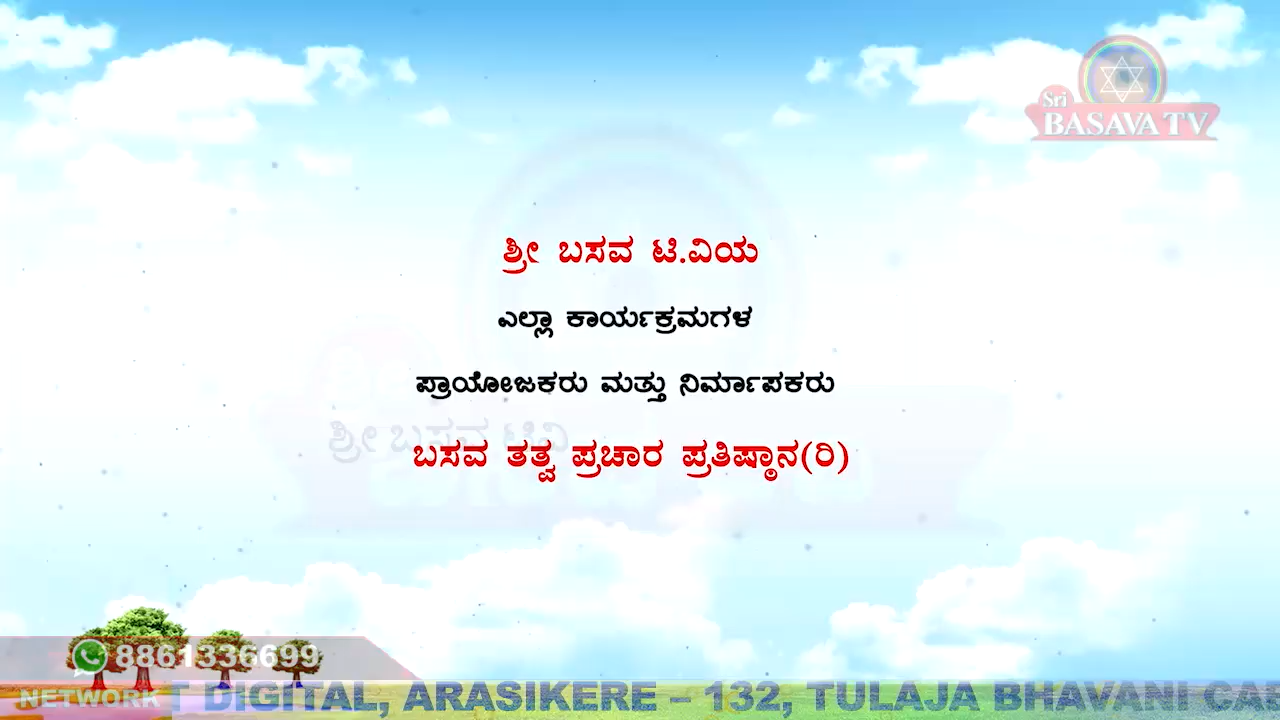 Sri
BASAVA TV
ಶ್ರೀ ಬಸವ ಟಿ.ವಿಯ
ಎಲ್ಲಾ ಕಾರ್ಯಕ್ರಮಗಳ
ಪ್ರಾಯೋಜಕರು ಮತ್ತು ನಿರ್ಮಾಪಕರು
ಶ್ರೀ ಬಸವ ಟಿವಿ
ಬಸವ ತತ್ವ ಪ್ರಚಾರ ಪ್ರತಿಷ್ಠಾನ(ರಿ)
8861336699
NETWORK T DIGITAL, ARASIKERE – 132, TULAJA BHAVANI